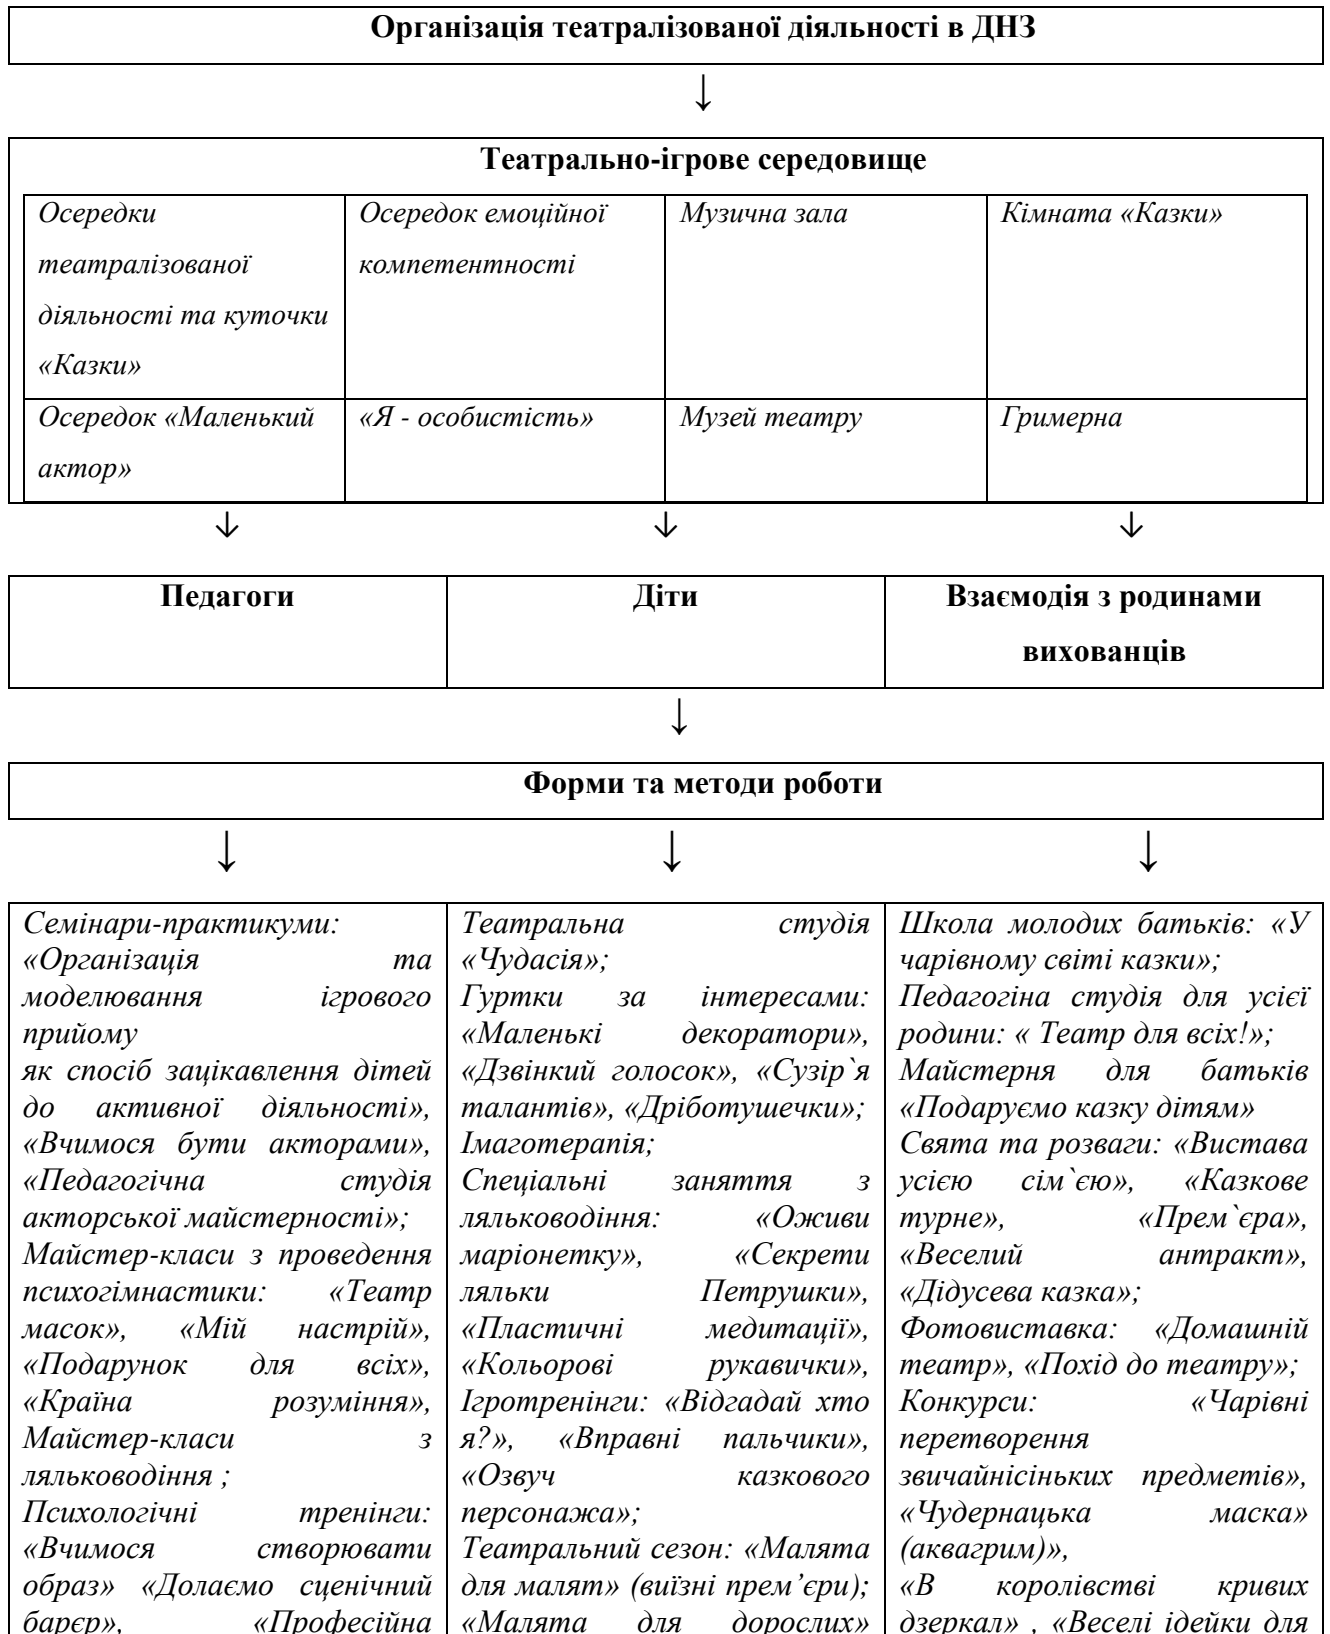 Організація театралізованої діяльності в ДНЗ
↓
Театрально-ігрове середовище
Осередки
театралізованої
діяльності та куточки
«Казки»
Осередок емоційної
компетентності
Музична зала
Кімната «Казки»
Осередок «Маленький
актор»
«Я - особистість»
Музей театру
Гримерна
↓ ↓ ↓
Педагоги
Діти
Взаємодія з родинами
вихованців
↓
Форми та методи роботи
↓ ↓ ↓
Семінари-практикуми:
«Організація та
моделювання ігрового
прийому
як спосіб зацікавлення дітей
до активної діяльності»,
«Вчимося бути акторами»,
«Педагогічна студія
акторської майстерності»;
Майстер-класи з проведення
психогімнастики: «Театр
масок», «Мій настрій»,
«Подарунок для всіх»,
«Країна розуміння»,
Майстер-класи з
ляльководіння ;
Психологічні тренінги:
«Вчимося створювати
образ» «Долаємо сценічний
барєр», «Професійна
Театральна студія
«Чудасія»;
Гуртки за інтересами:
«Маленькі декоратори»,
«Дзвінкий голосок», «Сузір`я
талантів», «Дріботушечки»;
Імаготерапія;
Спеціальні заняття з
ляльководіння: «Оживи
маріонетку», «Секрети
ляльки Петрушки»,
«Пластичні медитації»,
«Кольорові рукавички»,
Ігротренінги: «Відгадай хто
я?», «Вправні пальчики»,
«Озвуч казкового
персонажа»;
Театральний сезон: «Малята
для малят» (виїзні прем’єри);
«Малята для дорослих»
Школа молодих батьків: «У
чарівному світі казки»;
Педагогіна студія для усієї
родини: « Театр для всіх!»;
Майстерня для батьків
«Подаруємо казку дітям»
Свята та розваги: «Вистава
усією сім`єю», «Казкове
турне», «Прем`єра»,
«Веселий антракт»,
«Дідусева казка»;
Фотовиставка: «Домашній
театр», «Похід до театру»;
Конкурси: «Чарівні
перетворення
звичайнісіньких предметів»,
«Чудернацька маска»
(аквагрим)»,
«В королівстві кривих
дзеркал» , «Веселі ідейки для